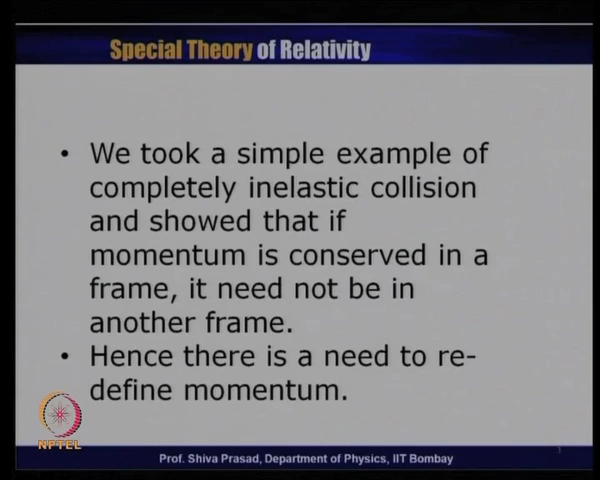 Special Theory of Relativity
• We took a simple example of
completely inelastic collision
and showed that if
momentum is conserved in a
frame, it need not be in
another frame.
• Hence there is a need to re-
define momentum.
NPTEL
Prof. Shiva Prasad, Department of Physics, IIT Bombay
1